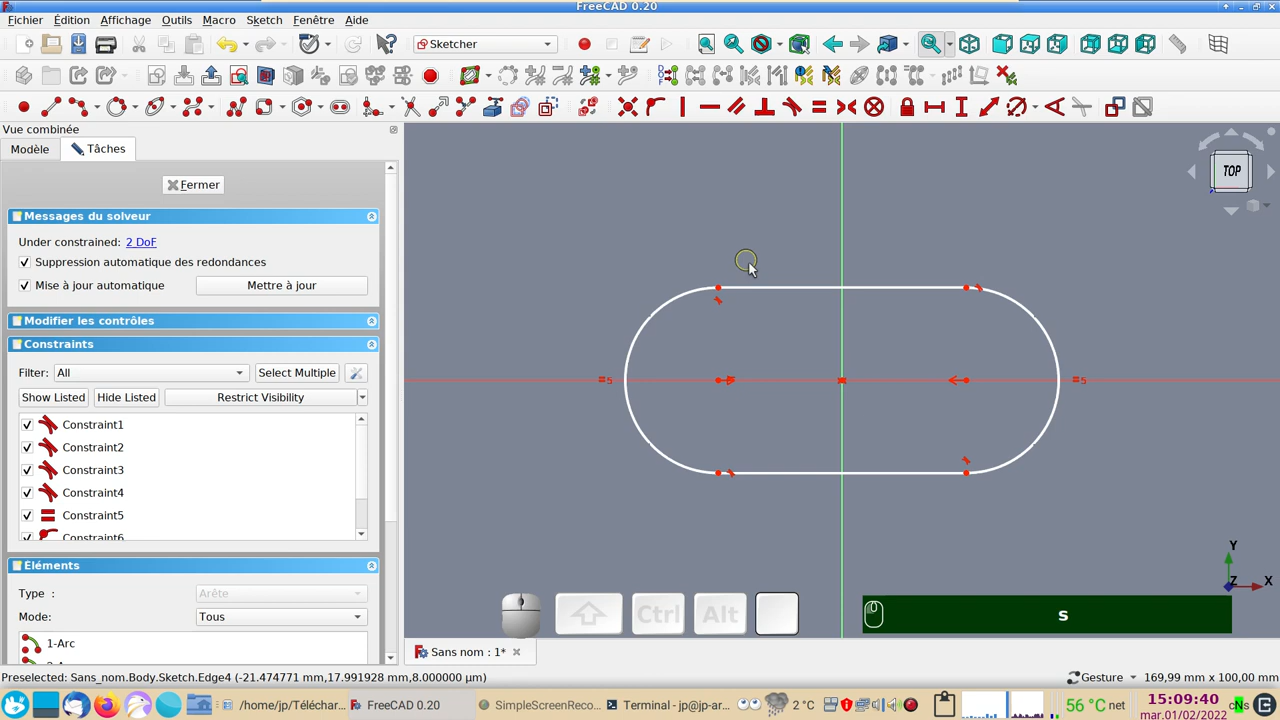 FreeCAD 0.20
Fichier Édition Affichage Outils Macro Sketch Fenêtre Aide
Sketcher
Vue combinée
Modèle Tâches
Fermer
Messages du solveur
Under constrained: 2 DoF
Suppression automatique des redondances
Mise à jour automatique Mettre à jour
Modifier les contrôles
Constraints
Filter: All Select Multiple
Show Listed Hide Listed Restrict Visibility
Constraint1
Constraint2
Constraint3
Constraint4
Constraint5
Constraint6
Eléments
Type : Arête
Mode: Tous
1-Arc
TOP
5
5
Y
Z X
Ctrl Alt
s
Sans nom : 1*
Preselected: Sans_nom.Body.Sketch.Edge4 (-21.474771 mm,17.991928 mm,8.000000 µm)
Gesture 169,99 mm x 100,00 mm
/home/jp/Téléchar... FreeCAD 0.20 SimpleScreenReco... Terminal - jp@jp-ar...
2 °C
56 °C net
15:09:40
mar.01/02/2022
cNs